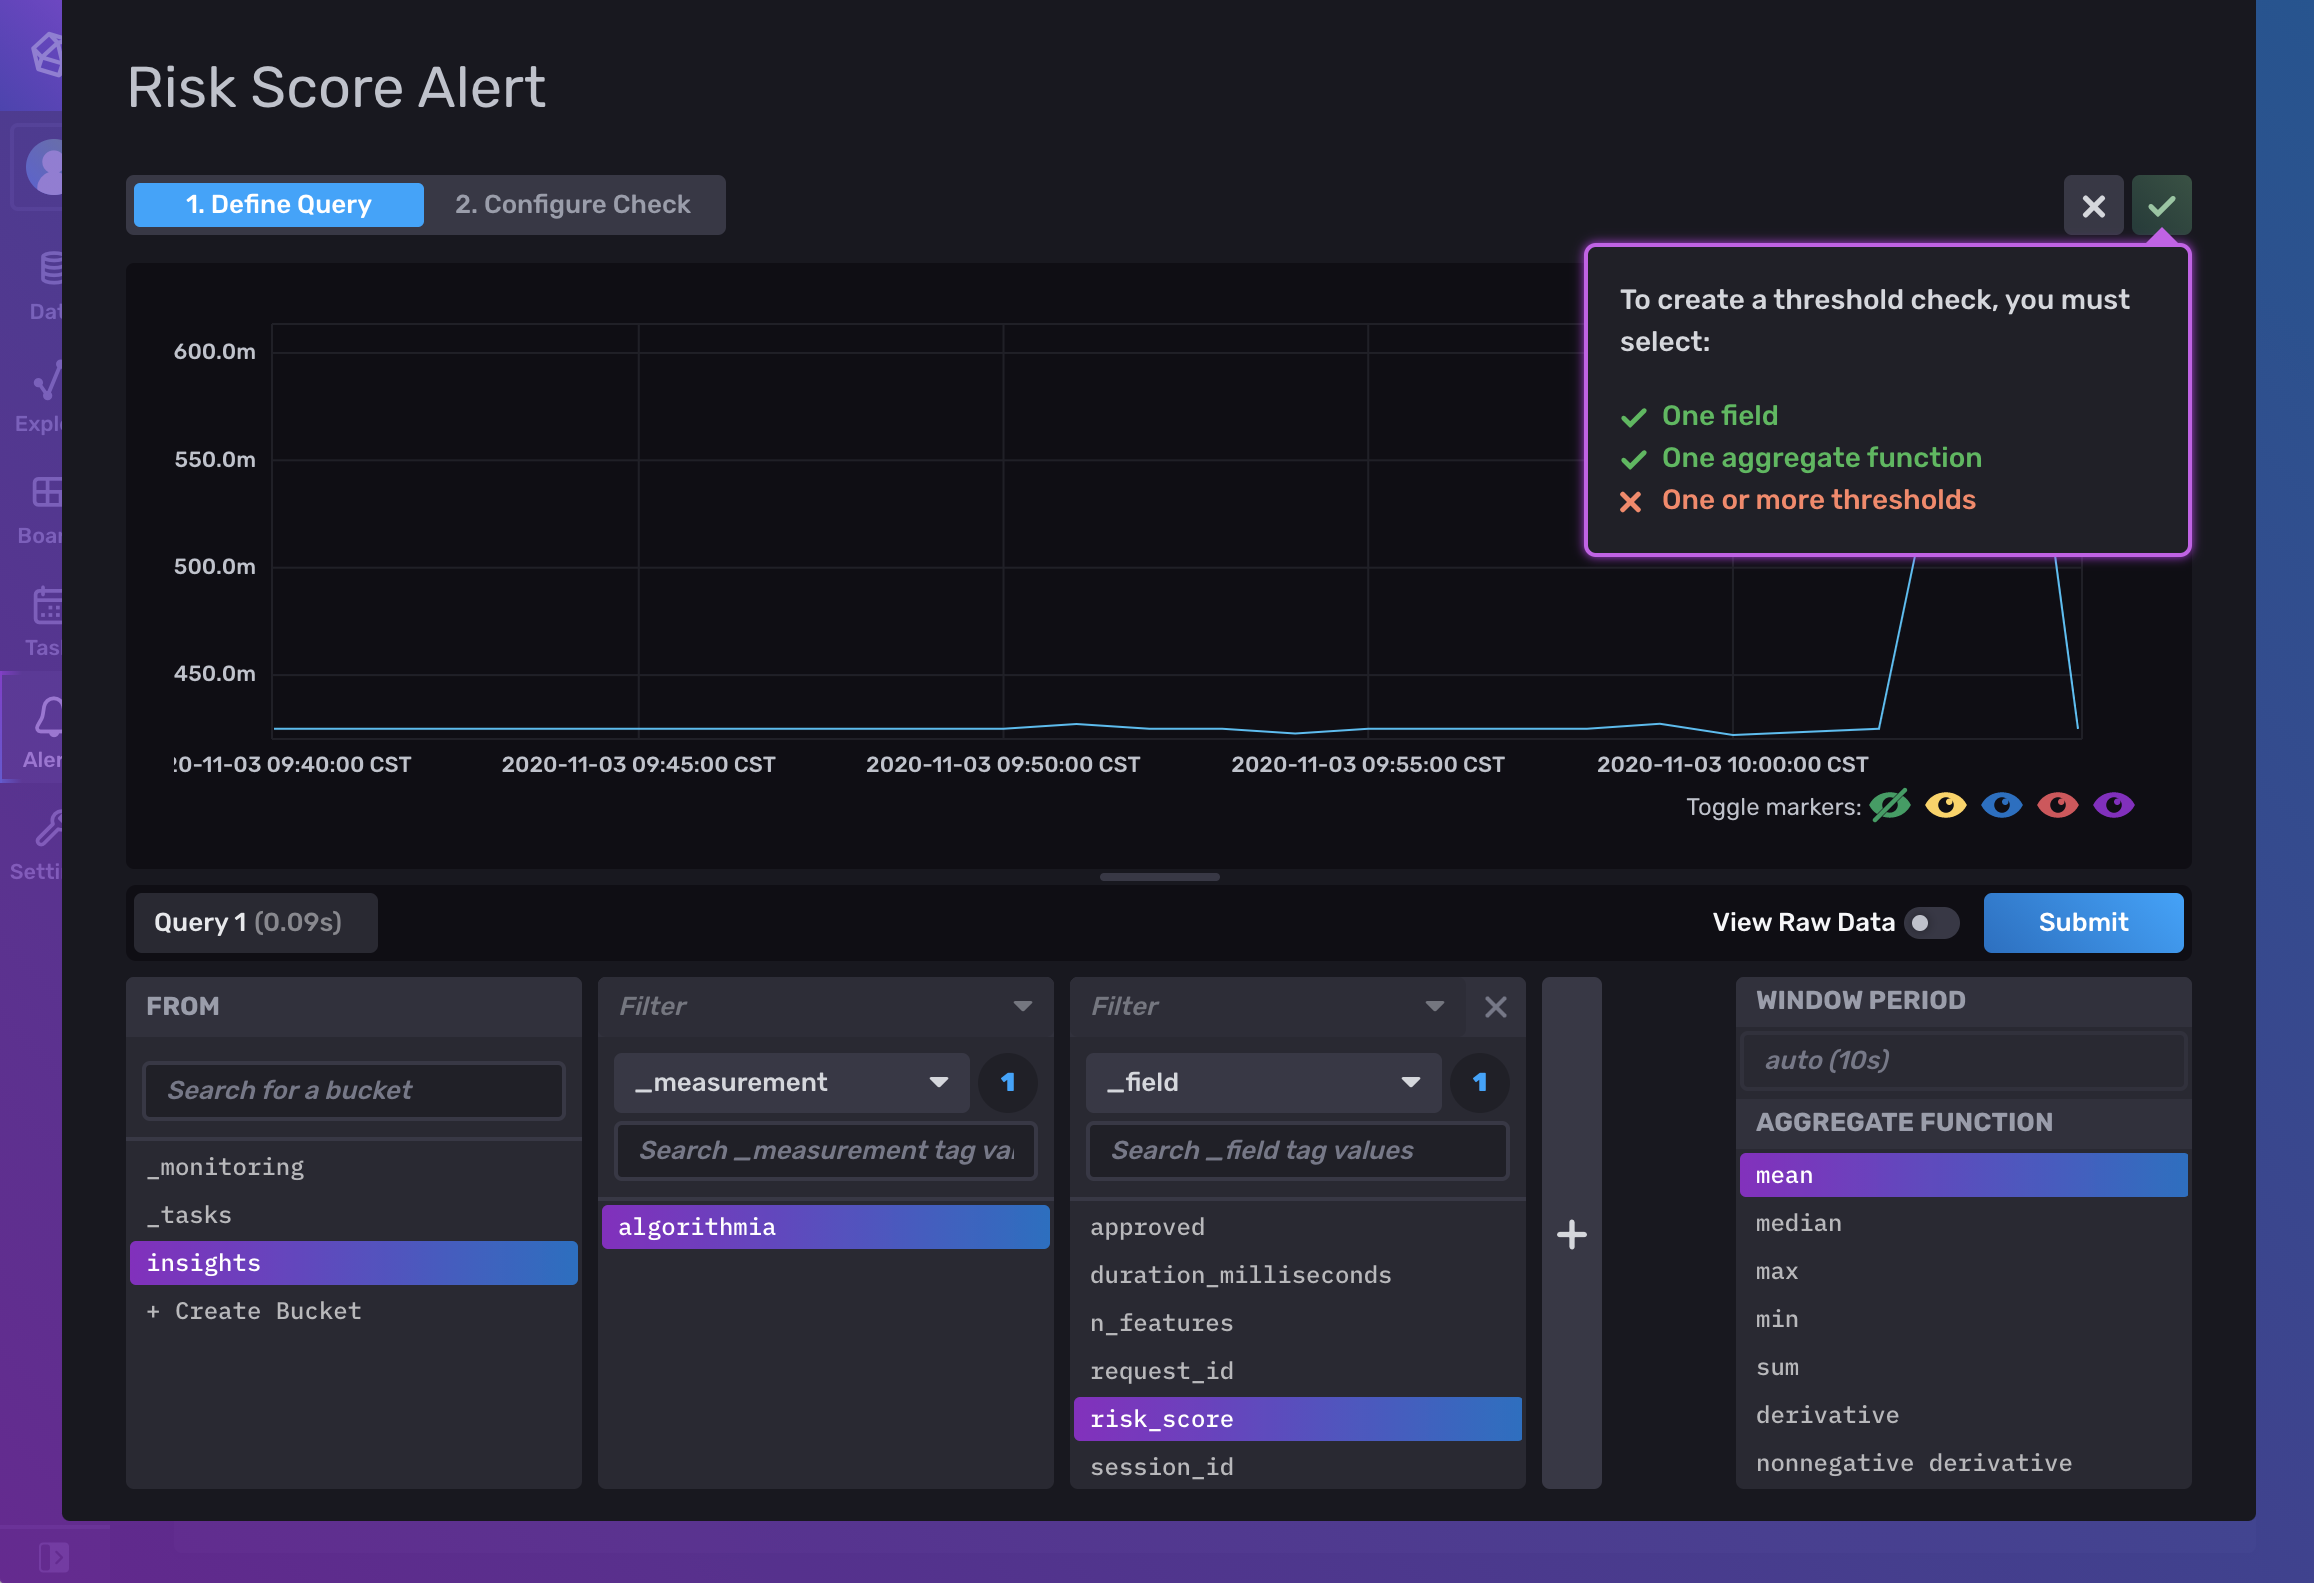 Risk Score Alert
1. Define Query
2. Configure Check
To create a threshold check, you must
select:
One field
One aggregate function
One or more thresholds
600.0m
550.0m
500.0m
450.0m
0-11-03 09:40:00 CST
2020-11-03 09:45:00 CST
2020-11-03 09:50:00 CST
2020-11-03 09:55:00 CST
2020-11-03 10:00:00 CST
Toggle markers:
Dat
Explo
Boar
Tas
Aler
Setti
Query 1 (0.09s)
View Raw Data
Submit
FROM
Search for a bucket
_monitoring
_tasks
insights
+ Create Bucket
Filter
_measurement
1
Search _measurement tag val
algorithmia
Filter
_field
1
Search _field tag values
approved
duration_milliseconds
n_features
request_id
risk_score
session_id
WINDOW PERIOD
auto (10s)
AGGREGATE FUNCTION
mean
median
max
min
sum
derivative
nonnegative derivative